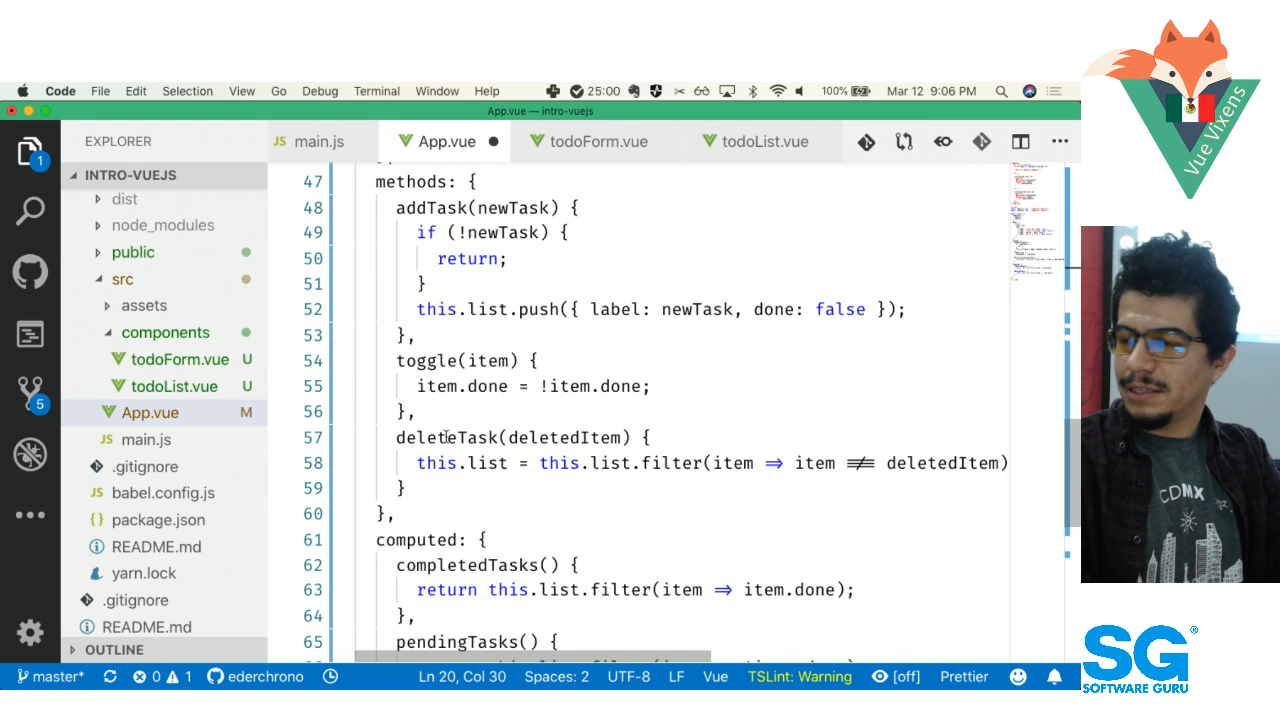 Code File Edit Selection View Go Debug Terminal Window Help 25:00 100% Mar 12 9:06 PM
App.vue — intro-vuejs
EXPLORER
JS main.js App.vue todoForm.vue todoList.vue
INTRO-VUEJS
dist
node_modules
public
src
assets
components
todoForm.vue U
todoList.vue U
App.vue M
JS main.js
.gitignore
JS babel.config.js
{} package.json
README.md
yarn.lock
.gitignore
README.md
OUTLINE
1
5
47 methods: {
48 addTask(newTask) {
49 if (!newTask) {
50 return;
51 }
52 this.list.push({ label: newTask, done: false });
53 },
54 toggle(item) {
55 item.done = !item.done;
56 },
57 deleteTask(deletedItem) {
58 this.list = this.list.filter(item => item !== deletedItem)
59 }
60 },
61 computed: {
62 completedTasks() {
63 return this.list.filter(item => item.done);
64 },
65 pendingTasks() {
master* 0 1 ederchrono Ln 20, Col 30 Spaces: 2 UTF-8 LF Vue TSLint: Warning [off] Prettier
Vue Vixens
CDMX
SG®
SOFTWARE GURU